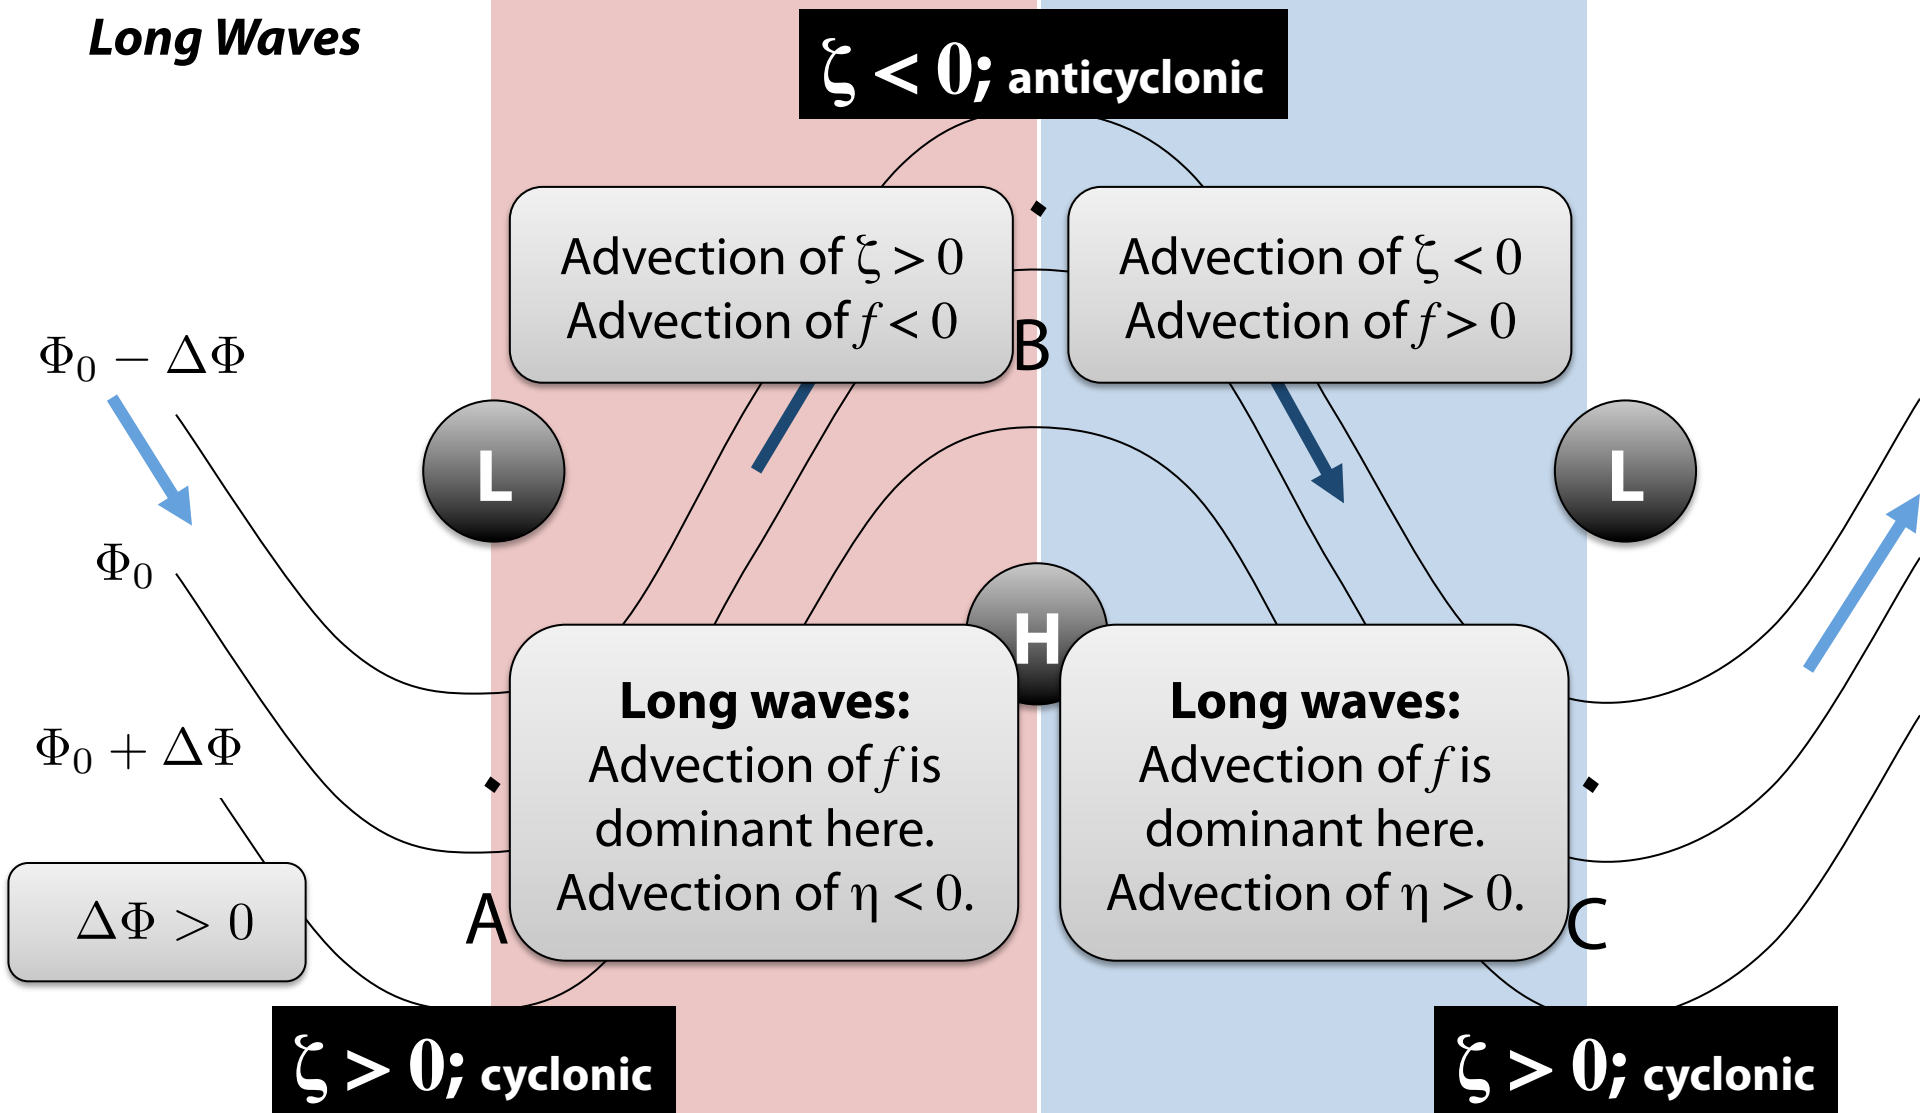 Long Waves
ζ < 0; anticyclonic
Advection of ζ > 0
Advection of f < 0
Advection of ζ < 0
Advection of f > 0
B
Φ₀ − ΔΦ
L
L
Φ₀
H
Long waves:
Advection of f is
dominant here.
Advection of η < 0.
Long waves:
Advection of f is
dominant here.
Advection of η > 0.
Φ₀ + ΔΦ
A
C
ΔΦ > 0
ζ > 0; cyclonic
ζ > 0; cyclonic